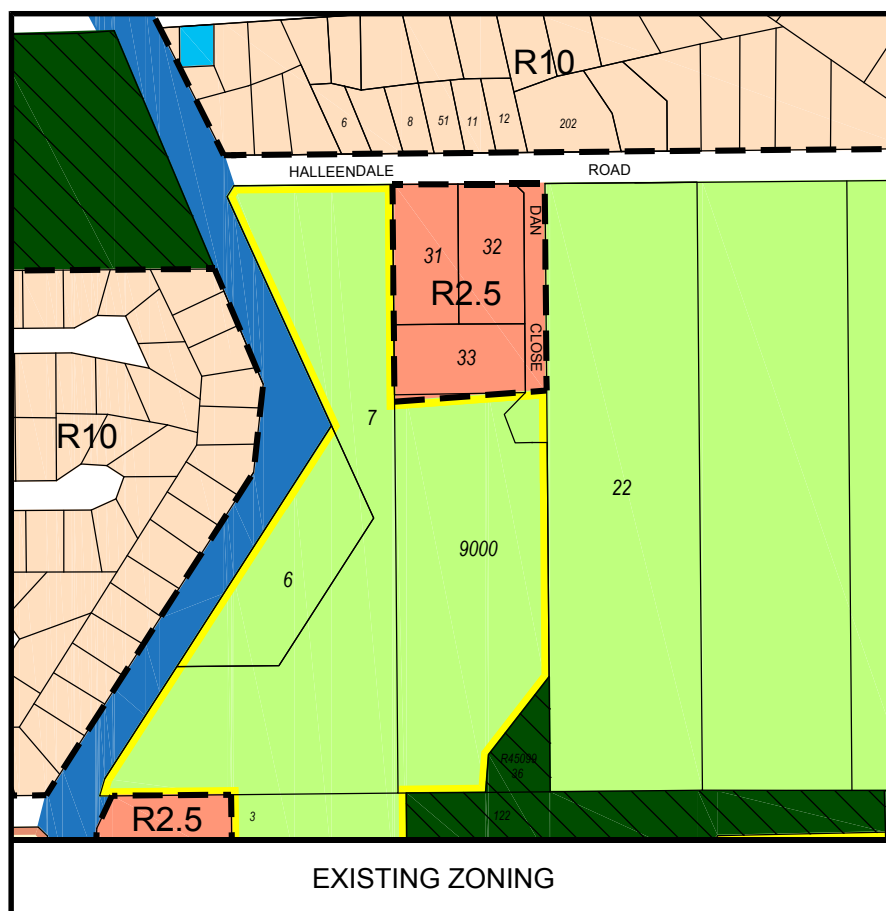 R10
6
8
51
11
12
202
HALLEENDALE ROAD
DAN CLOSE
31
32
R2.5
33
7
R10
22
9000
6
R45099
36
R2.5
3
122
EXISTING ZONING